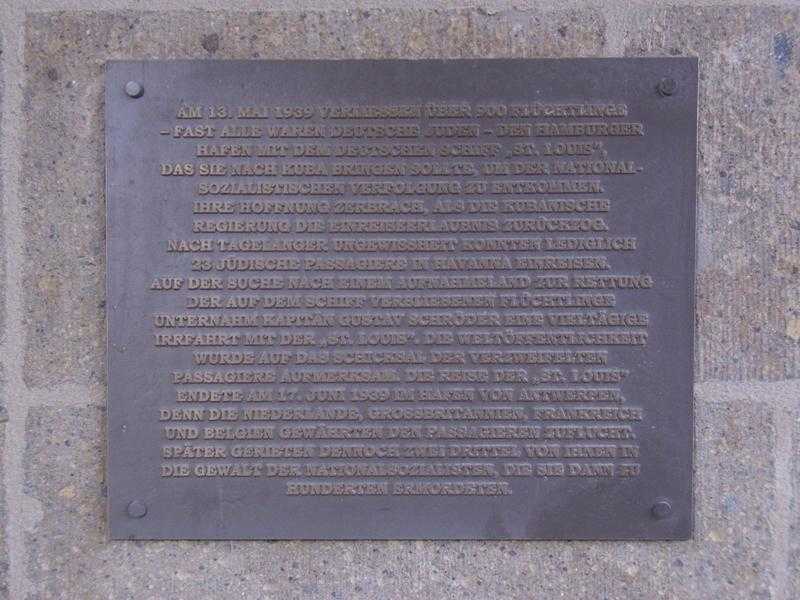 AM 13. MAI 1939 VERLIESSEN ÜBER 900 FLÜCHTLINGE
– FAST ALLE WAREN DEUTSCHE JUDEN – DEN HAMBURGER
HAFEN MIT DEM DEUTSCHEN SCHIFF „ST. LOUIS“,
DAS SIE NACH KUBA BRINGEN SOLLTE, UM DER NATIONAL-
SOZIALISTISCHEN VERFOLGUNG ZU ENTKOMMEN.
IHRE HOFFNUNG ZERBRACH, ALS DIE KUBANISCHE
REGIERUNG DIE EINREISEERLAUBNIS ZURÜCKZOG.
NACH TAGELANGER UNGEWISSHEIT KONNTEN LEDIGLICH
23 JÜDISCHE PASSAGIERE IN HAVANNA EINREISEN.
AUF DER SUCHE NACH EINEM AUFNAHMELAND ZUR RETTUNG
DER AUF DEM SCHIFF VERBLIEBENEN FLÜCHTLINGE
UNTERNAHM KAPITÄN GUSTAV SCHRÖDER EINE VIELTÄGIGE
IRRFAHRT MIT DER „ST. LOUIS“. DIE WELTÖFFENTLICHKEIT
WURDE AUF DAS SCHICKSAL DER VERZWEIFELTEN
PASSAGIERE AUFMERKSAM. DIE REISE DER „ST. LOUIS“
ENDETE AM 17. JUNI 1939 IM HAFEN VON ANTWERPEN,
DENN DIE NIEDERLANDE, GROSSBRITANNIEN, FRANKREICH
UND BELGIEN GEWÄHRTEN DEN PASSAGIEREN ZUFLUCHT.
SPÄTER GERIETEN DENNOCH ZWEI DRITTEL VON IHNEN IN
DIE GEWALT DER NATIONALSOZIALISTEN, DIE SIE DANN ZU
HUNDERTEN ERMORDETEN.